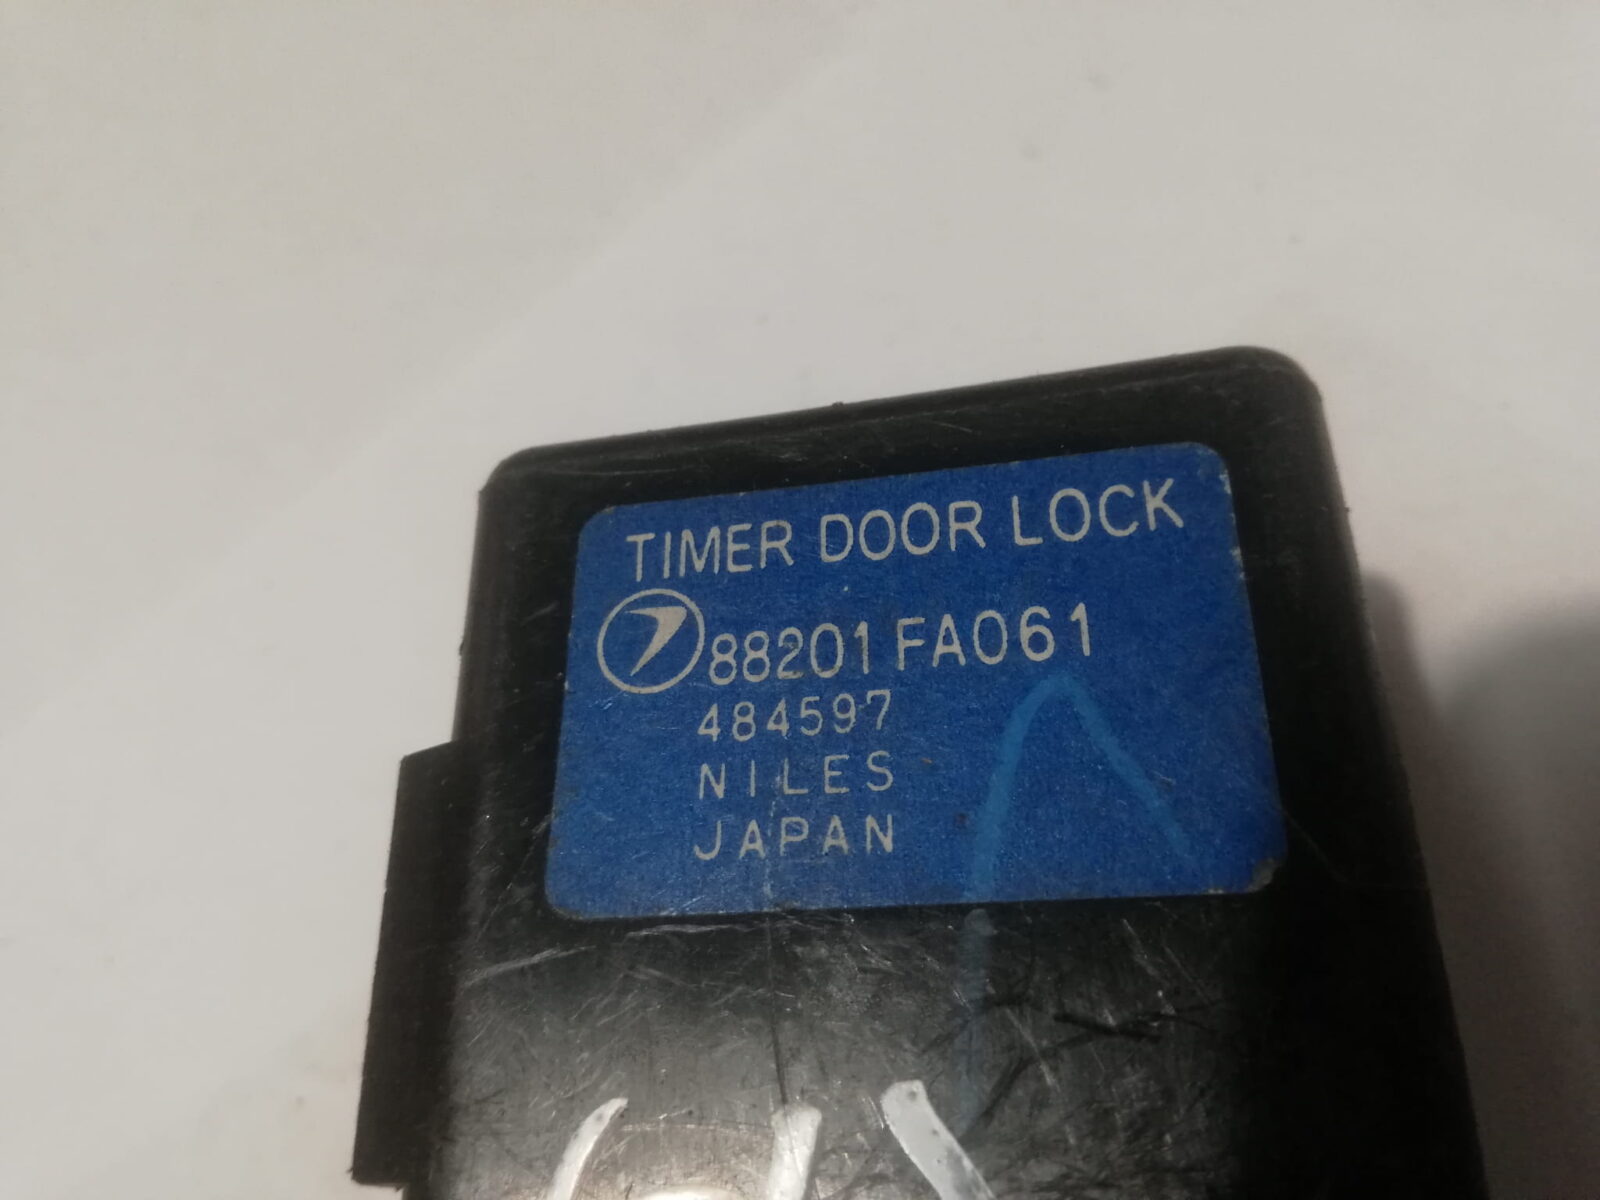 TIMER DOOR LOCK
88201 FA061
484597
NILES
JAPAN